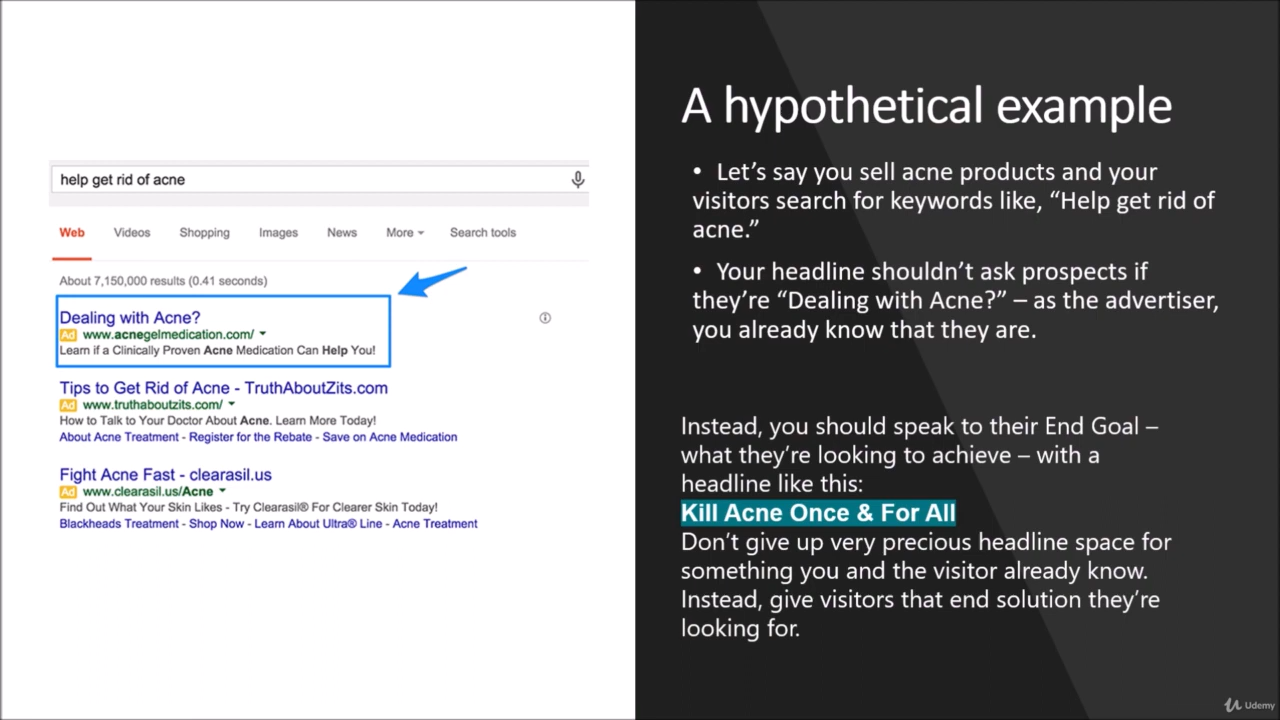 help get rid of acne
Web Videos Shopping Images News More Search tools
About 7,150,000 results (0.41 seconds)
Dealing with Acne?
Ad www.acnegelmedication.com/
Learn if a Clinically Proven Acne Medication Can Help You!
Tips to Get Rid of Acne - TruthAboutZits.com
Ad www.truthaboutzits.com/
How to Talk to Your Doctor About Acne. Learn More Today!
About Acne Treatment - Register for the Rebate - Save on Acne Medication
Fight Acne Fast - clearasil.us
Ad www.clearasil.us/Acne
Find Out What Your Skin Likes - Try Clearasil® For Clearer Skin Today!
Blackheads Treatment - Shop Now - Learn About Ultra® Line - Acne Treatment
A hypothetical example
• Let’s say you sell acne products and your
visitors search for keywords like, “Help get rid of
acne.”
• Your headline shouldn’t ask prospects if
they’re “Dealing with Acne?” – as the advertiser,
you already know that they are.
Instead, you should speak to their End Goal –
what they’re looking to achieve – with a
headline like this:
Kill Acne Once & For All
Don’t give up very precious headline space for
something you and the visitor already know.
Instead, give visitors that end solution they’re
looking for.
Udemy